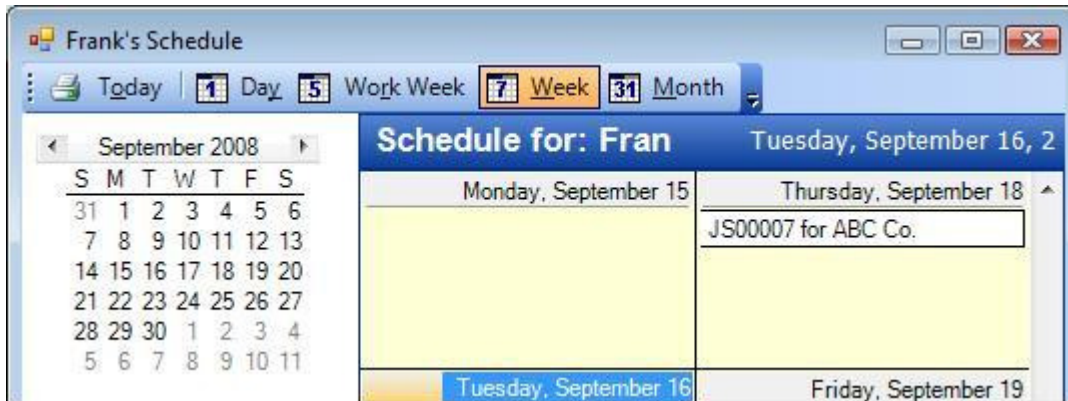 Frank's Schedule
Today 1 Day 5 Work Week 7 Week 31 Month
September 2008
S M T W T F S
31 1 2 3 4 5 6
7 8 9 10 11 12 13
14 15 16 17 18 19 20
21 22 23 24 25 26 27
28 29 30 1 2 3 4
5 6 7 8 9 10 11
Schedule for: Fran Tuesday, September 16, 2
Monday, September 15
Thursday, September 18
JS00007 for ABC Co.
Tuesday, September 16
Friday, September 19